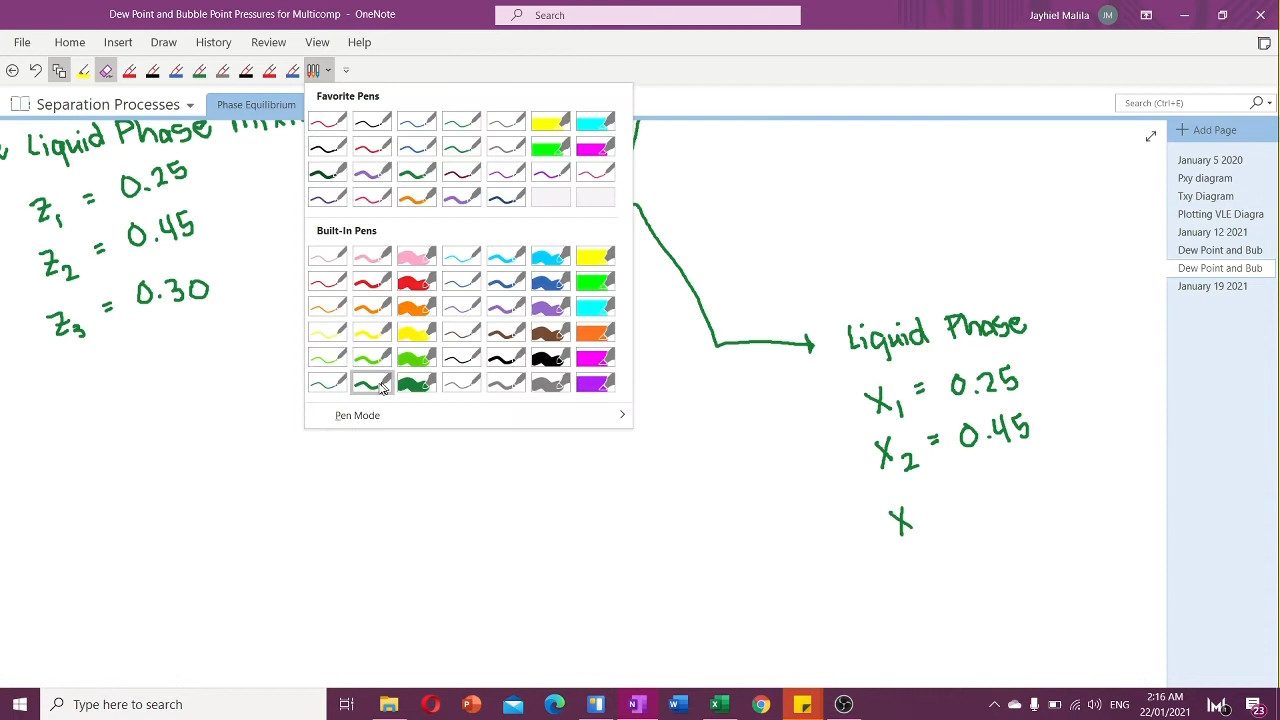 Dew Point and Bubble Point Pressures for Multicomp - OneNote
Search
Jayhiel Malila
JM
File Home Insert Draw History Review View Help
Separation Processes
Phase Equilibrium
Search (Ctrl+E)
Favorite Pens
Built-In Pens
Pen Mode
Add Page
January 5 2020
Pxy diagram
Txy Diagram
Plotting VLE Diagra
January 12 2021
Dew Point and Bub
Dew Point and Bub
January 19 2021
Liquid Phase
z1 = 0.25
z2 = 0.45
z3 = 0.30
Liquid Phase
x1 = 0.25
x2 = 0.45
x
Type here to search
ENG
2:16 AM
22/01/2021
23